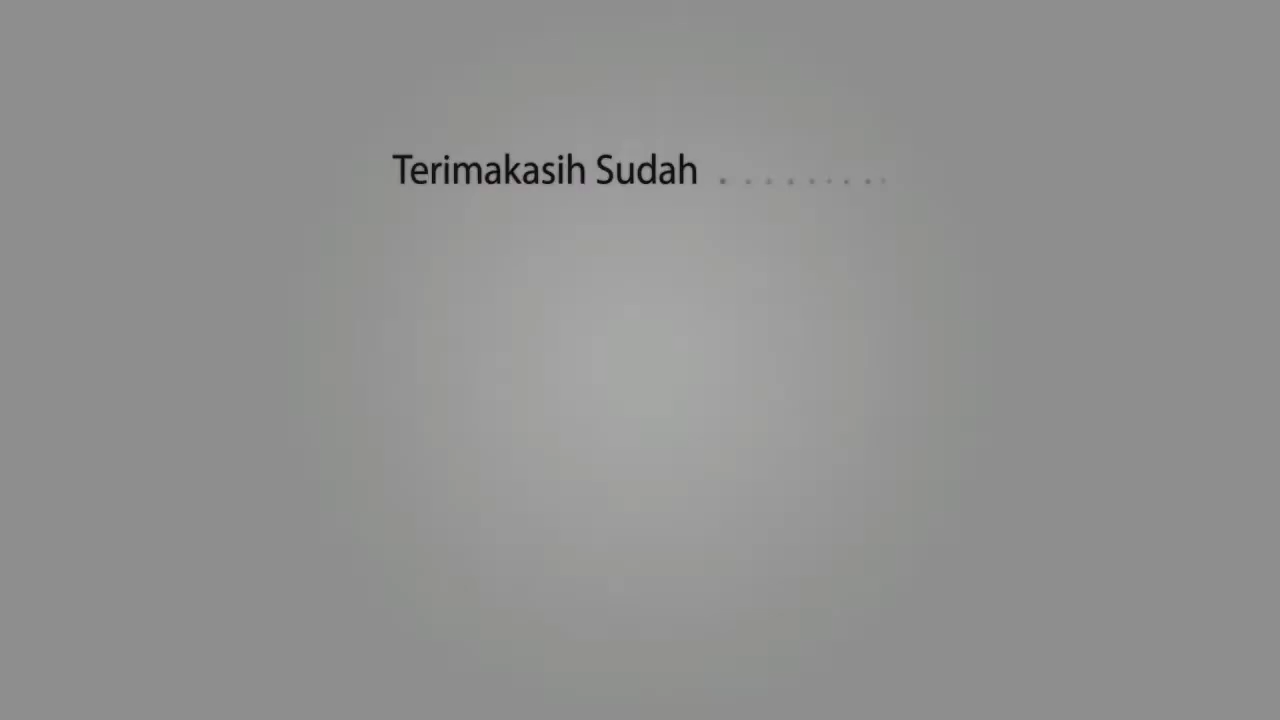 Terimakasih Sudah . . . . . . . . .